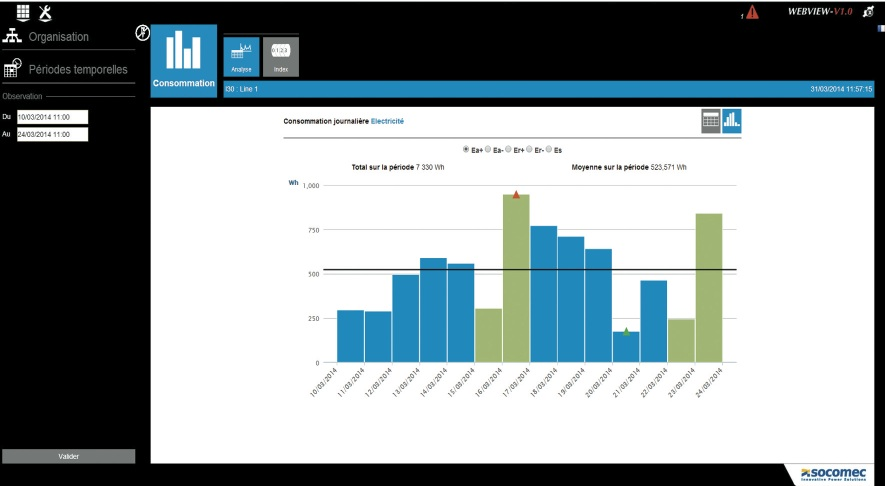 1
WEBVIEW-V1.0
Organisation
Périodes temporelles
Observation
Du 10/03/2014 11:00
Au 24/03/2014 11:00
Valider
Consommation
Analyse
0.1.2.3
Index
I30 : Line 1
31/03/2014 11:57:15
Consommation journalière Electricité
Ea+ Ea- Er+ Er- Es
Total sur la période 7 330 Wh
Moyenne sur la période 523,571 Wh
Wh
1,000
750
500
250
0
10/03/2014
11/03/2014
12/03/2014
13/03/2014
14/03/2014
15/03/2014
16/03/2014
17/03/2014
18/03/2014
19/03/2014
20/03/2014
21/03/2014
22/03/2014
23/03/2014
24/03/2014
socomec
Innovative Power Solutions